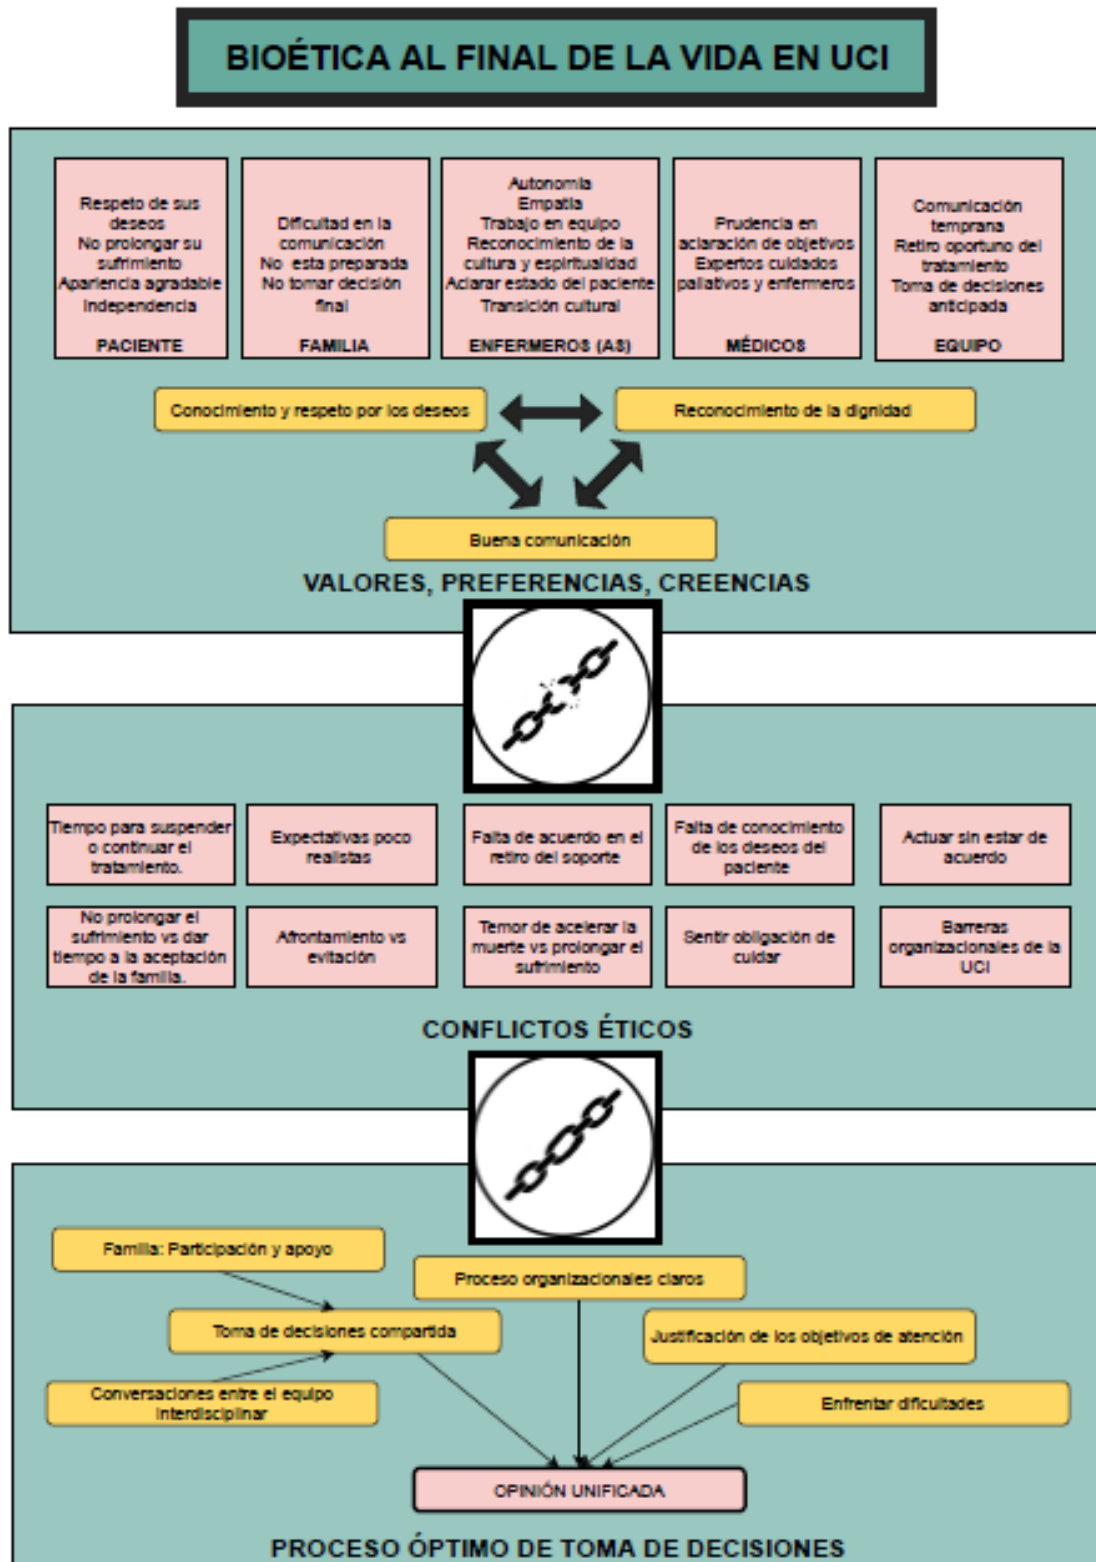 BIOÉTICA AL FINAL DE LA VIDA EN UCI
Respeto de sus
deseos
No prolongar su
sufrimiento
Apariencia agradable
Independencia
PACIENTE
Dificultad en la
comunicación
No esta preparada
No tomar decisión
final
FAMILIA
Autonomía
Empatía
Trabajo en equipo
Reconocimiento de la
cultura y espiritualidad
Aclarar estado del paciente
Transición cultural
ENFERMEROS (AS)
Prudencia en
aclaración de objetivos
Expertos cuidados
paliativos y enfermeros
MÉDICOS
Comunicación
temprana
Retiro oportuno del
tratamiento
Toma de decisiones
anticipada
EQUIPO
Conocimiento y respeto por los deseos
Reconocimiento de la dignidad
Buena comunicación
VALORES, PREFERENCIAS, CREENCIAS
Tiempo para suspender
o continuar el
tratamiento.
Expectativas poco
realistas
Falta de acuerdo en el
retiro del soporte
Falta de conocimiento
de los deseos del
paciente
Actuar sin estar de
acuerdo
No prolongar el
sufrimiento vs dar
tiempo a la aceptación
de la familia.
Afrontamiento vs
evitación
Temor de acelerar la
muerte vs prolongar el
sufrimiento
Sentir obligación de
cuidar
Barreras
organizacionales de la
UCI
CONFLICTOS ÉTICOS
Familia: Participación y apoyo
Proceso organizacionales claros
Toma de decisiones compartida
Justificación de los objetivos de atención
Conversaciones entre el equipo
interdisciplinar
Enfrentar dificultades
OPINIÓN UNIFICADA
PROCESO ÓPTIMO DE TOMA DE DECISIONES